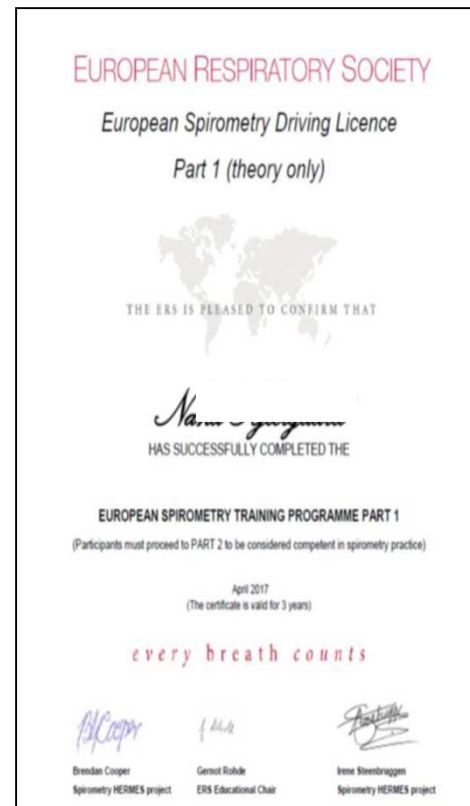 EUROPEAN RESPIRATORY SOCIETY
European Spirometry Driving Licence
Part 1 (theory only)
THE ERS IS PLEASED TO CONFIRM THAT
HAS SUCCESSFULLY COMPLETED THE
EUROPEAN SPIROMETRY TRAINING PROGRAMME PART 1
(Participants must proceed to PART 2 to be considered competent in spirometry practice)
April 2017
(The certificate is valid for 3 years)
every breath counts
Brendan Cooper Gernot Rohde Irene Steenbruggen
Spirometry HERMES project ERS Educational Chair Spirometry HERMES project